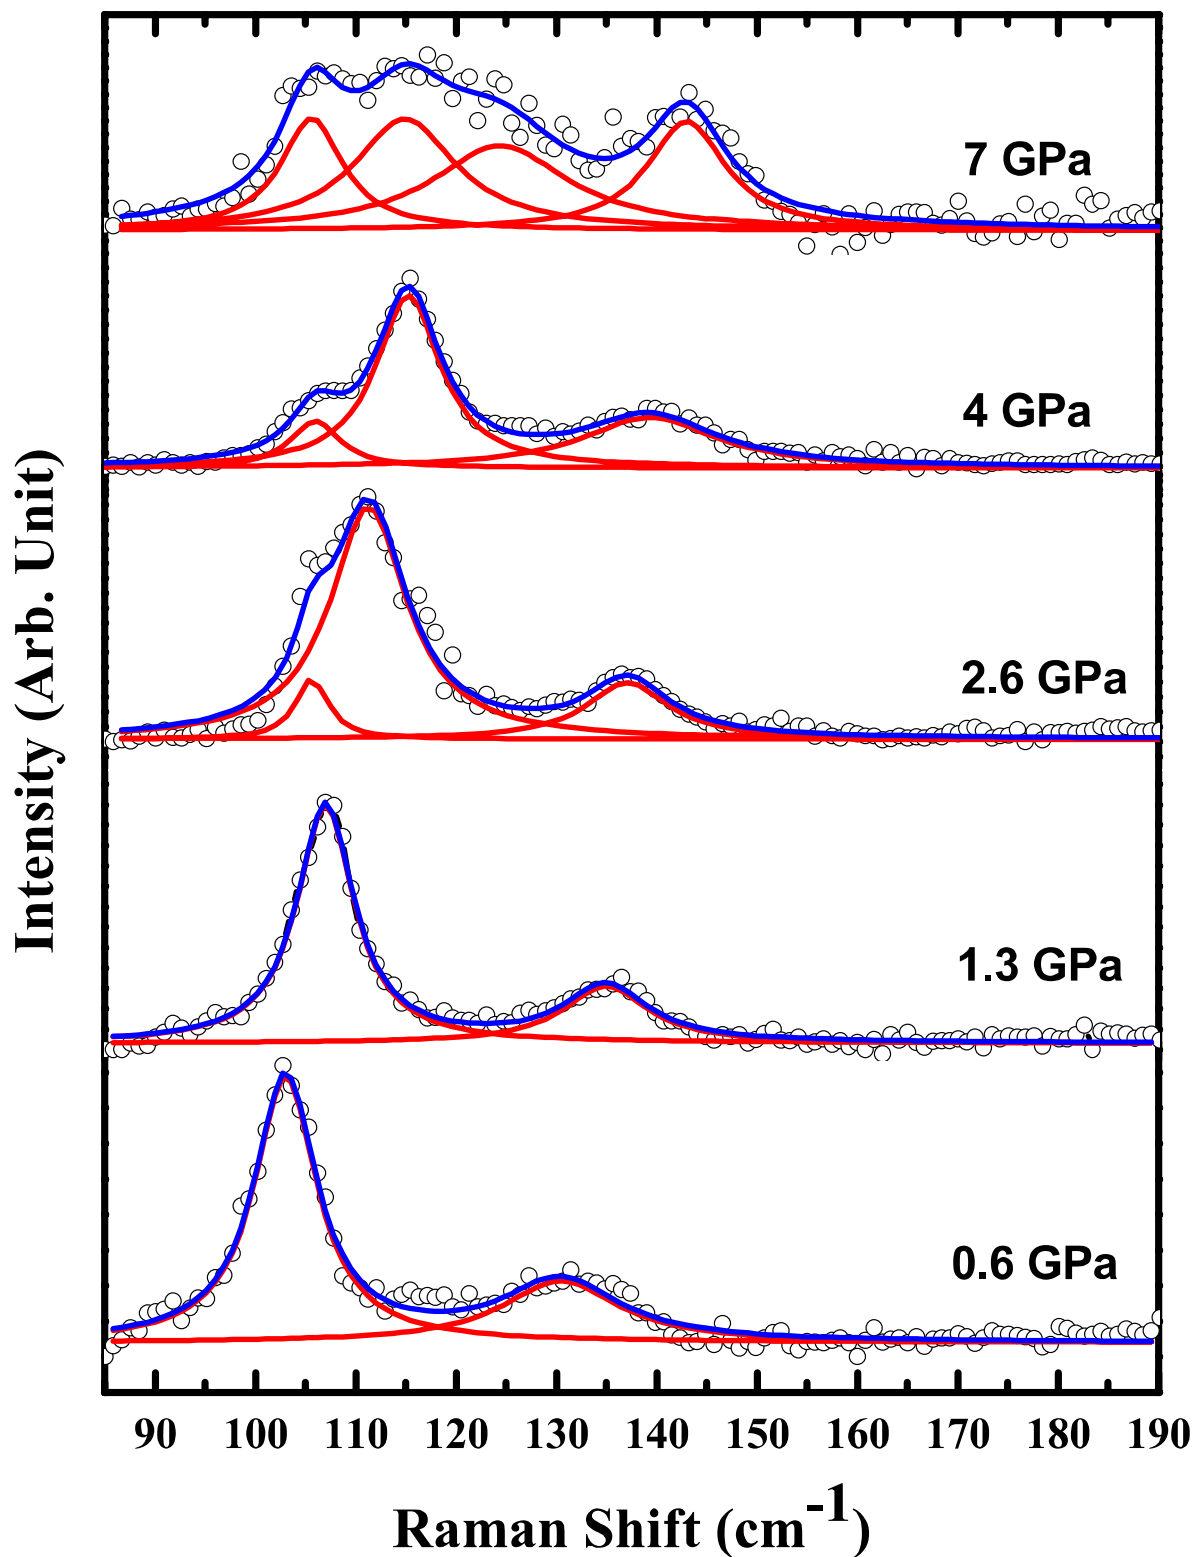 7 GPa
4 GPa
2.6 GPa
1.3 GPa
0.6 GPa
Intensity (Arb. Unit)
90 100 110 120 130 140 150 160 170 180 190
Raman Shift (cm-1)